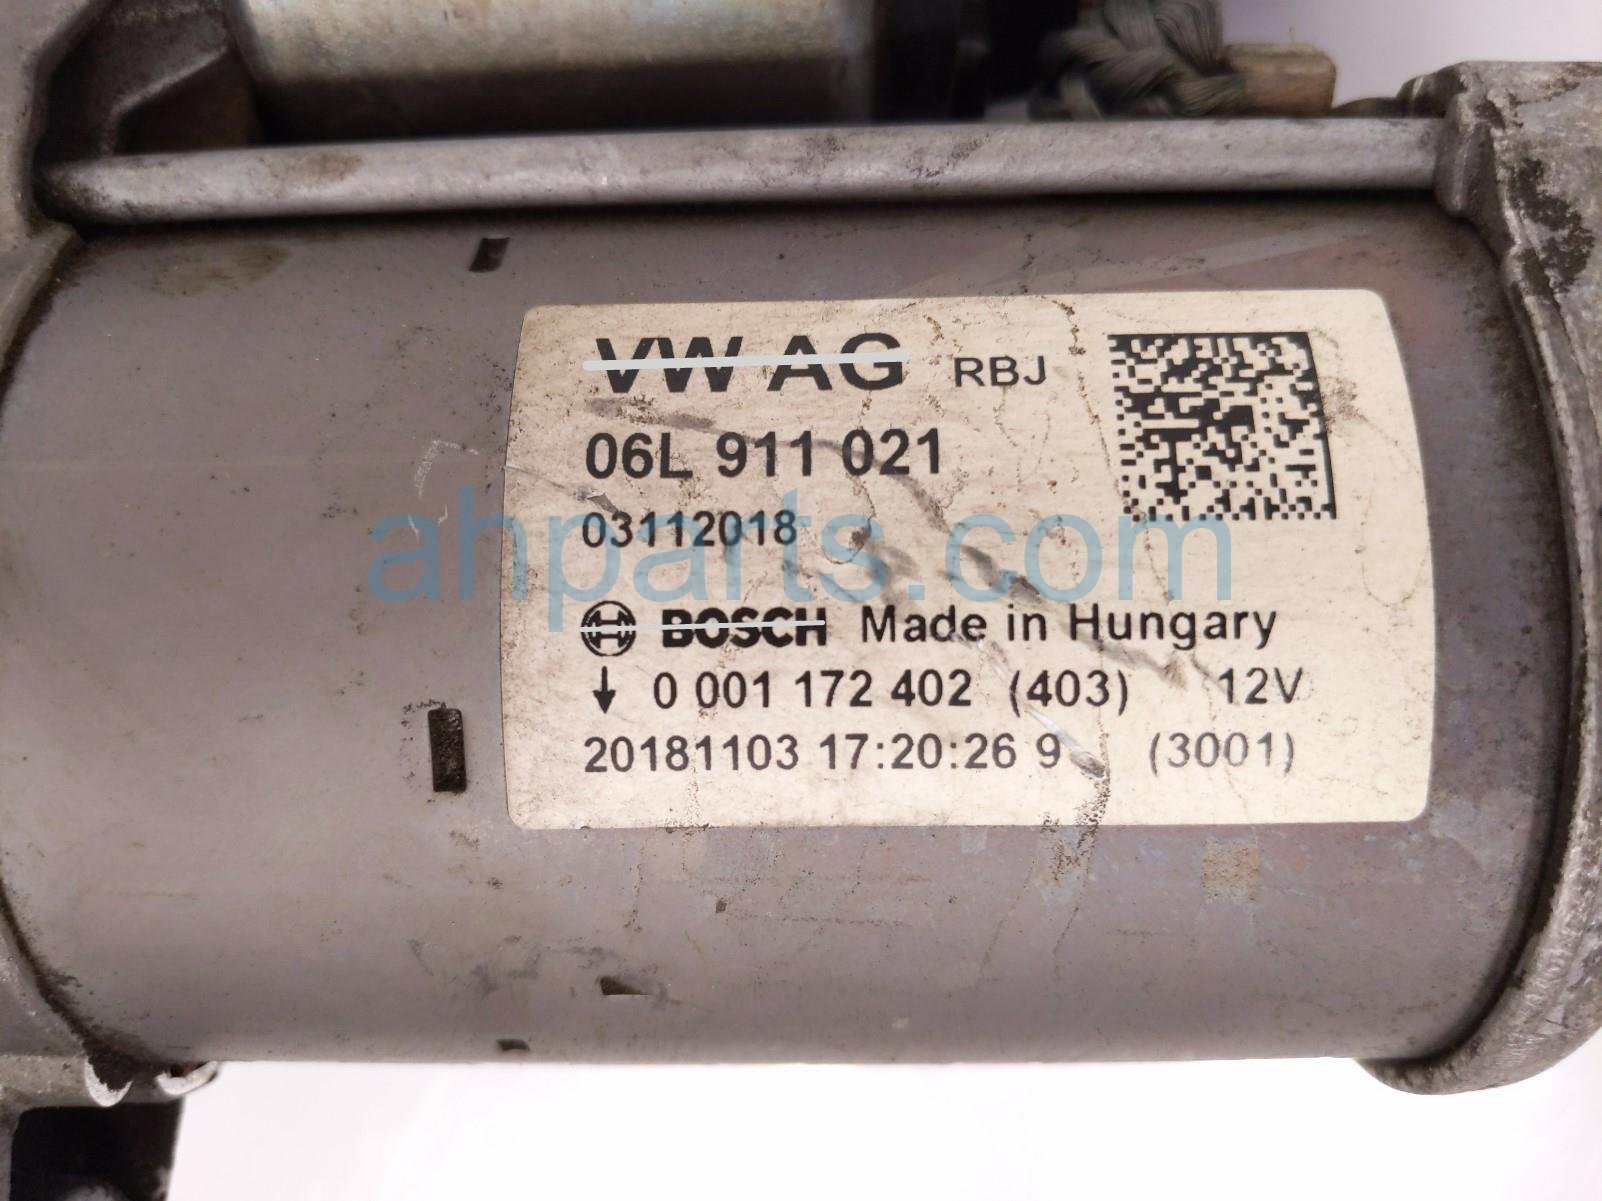 VW AG RBJ
06L 911 021
03112018
ahparts.com
BOSCH Made in Hungary
↓ 0 001 172 402 (403) 12V
20181103 17:20:26 9 (3001)